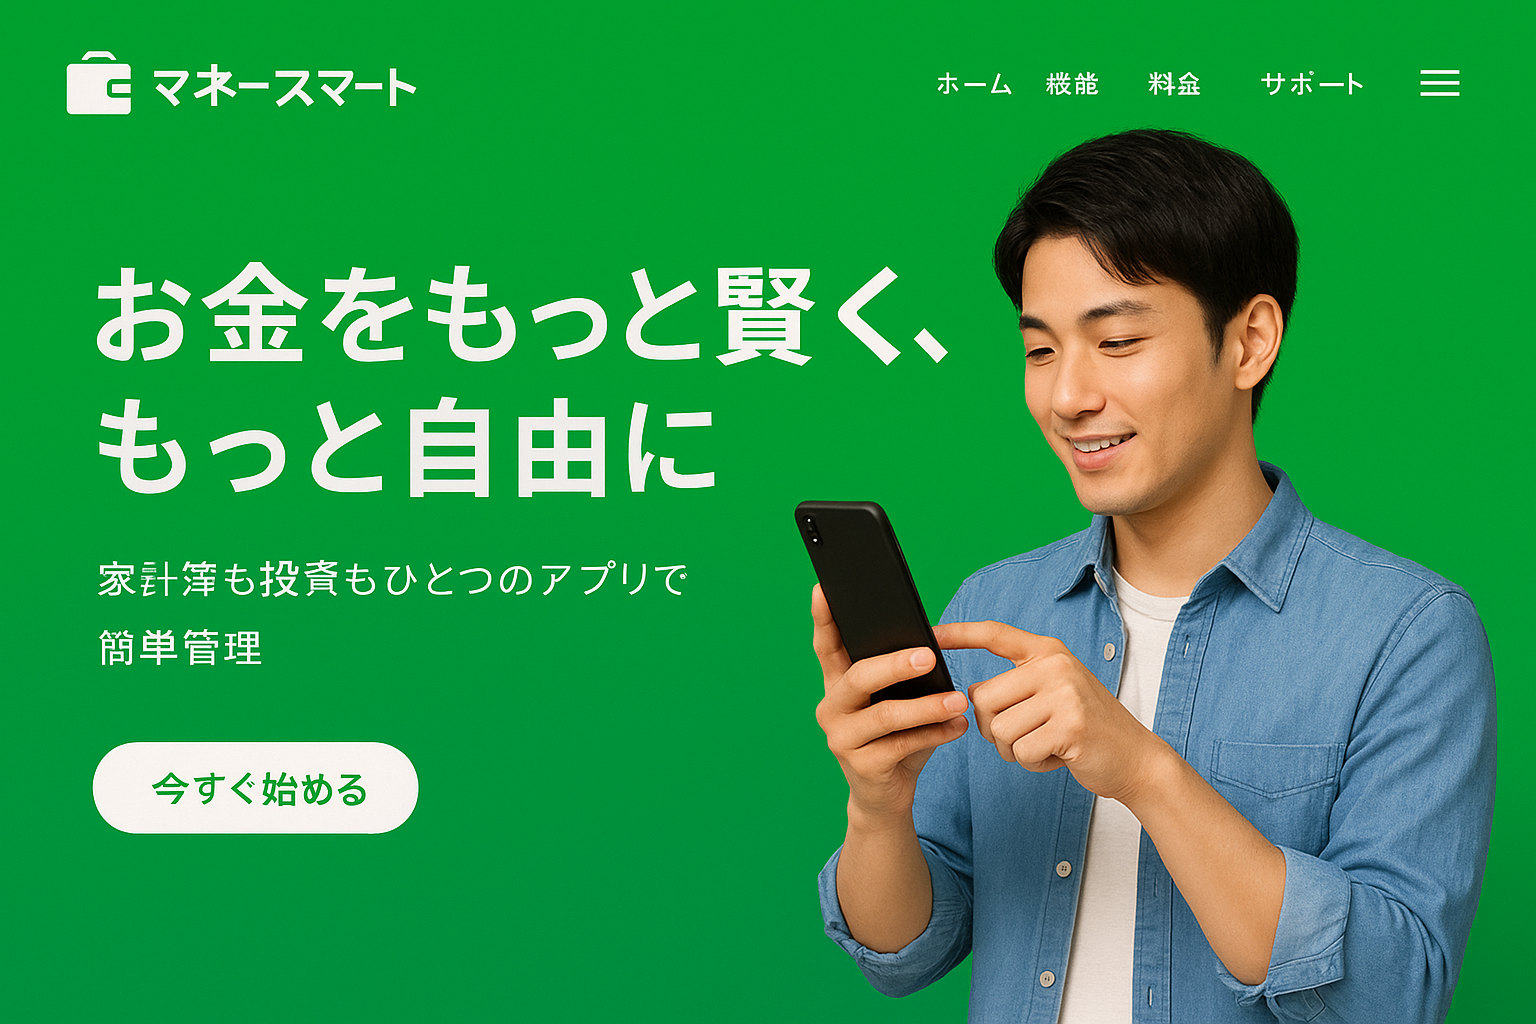 マネースマート
ホーム 機能 料金 サポート
お金をもっと賢く、
もっと自由に
家計簿も投資もひとつのアプリで
簡単管理
今すぐ始める